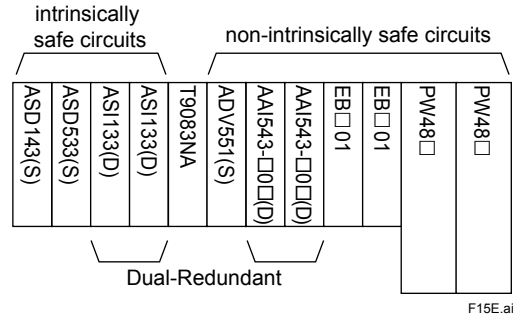 intrinsically
safe circuits
non-intrinsically safe circuits
ASD143(S)
ASD533(S)
ASI133(D)
ASI133(D)
T9083NA
ADV551(S)
AAI543-□0□(D)
AAI543-□0□(D)
EB□01
EB□01
PW48□
PW48□
Dual-Redundant
F15E.ai